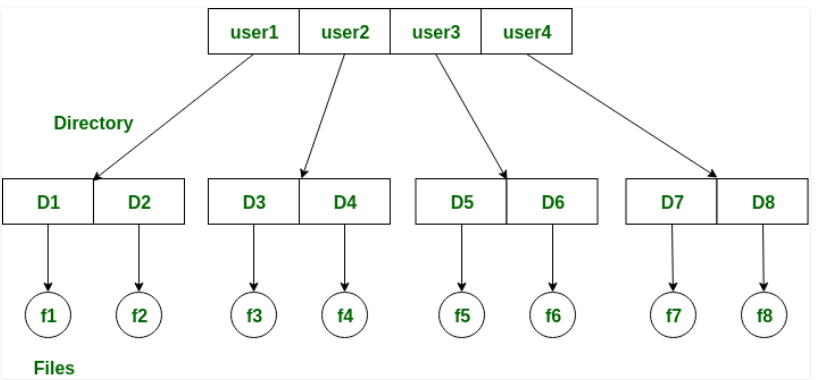 user1 user2 user3 user4
Directory
D1 D2 D3 D4 D5 D6 D7 D8
f1 f2 f3 f4 f5 f6 f7 f8
Files